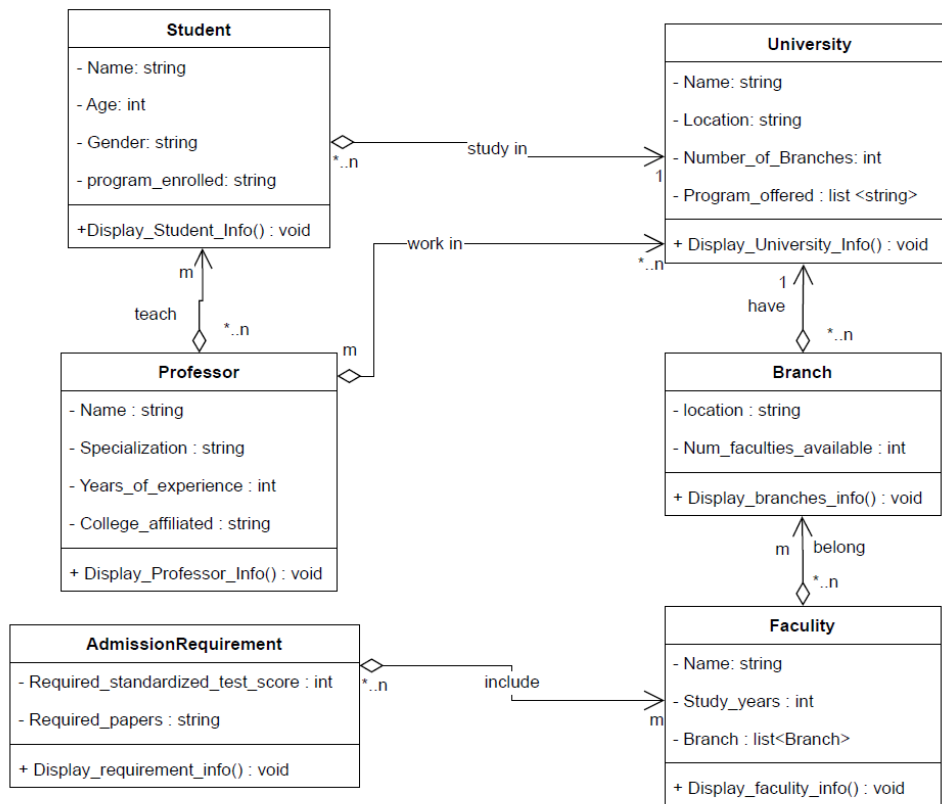 Student
- Name: string
- Age: int
- Gender: string
- program_enrolled: string
+Display_Student_Info() : void
University
- Name: string
- Location: string
- Number_of_Branches: int
- Program_offered : list <string>
+ Display_University_Info() : void
*..n
study in
1
work in
*..n
m
teach
*..n
m
1
have
*..n
Professor
- Name : string
- Specialization : string
- Years_of_experience : int
- College_affiliated : string
+ Display_Professor_Info() : void
Branch
- location : string
- Num_faculties_available : int
+ Display_branches_info() : void
m
belong
*..n
AdmissionRequirement
- Required_standardized_test_score : int
- Required_papers : string
+ Display_requirement_info() : void
*..n
include
m
Faculity
- Name: string
- Study_years : int
- Branch : list<Branch>
+ Display_faculity_info() : void